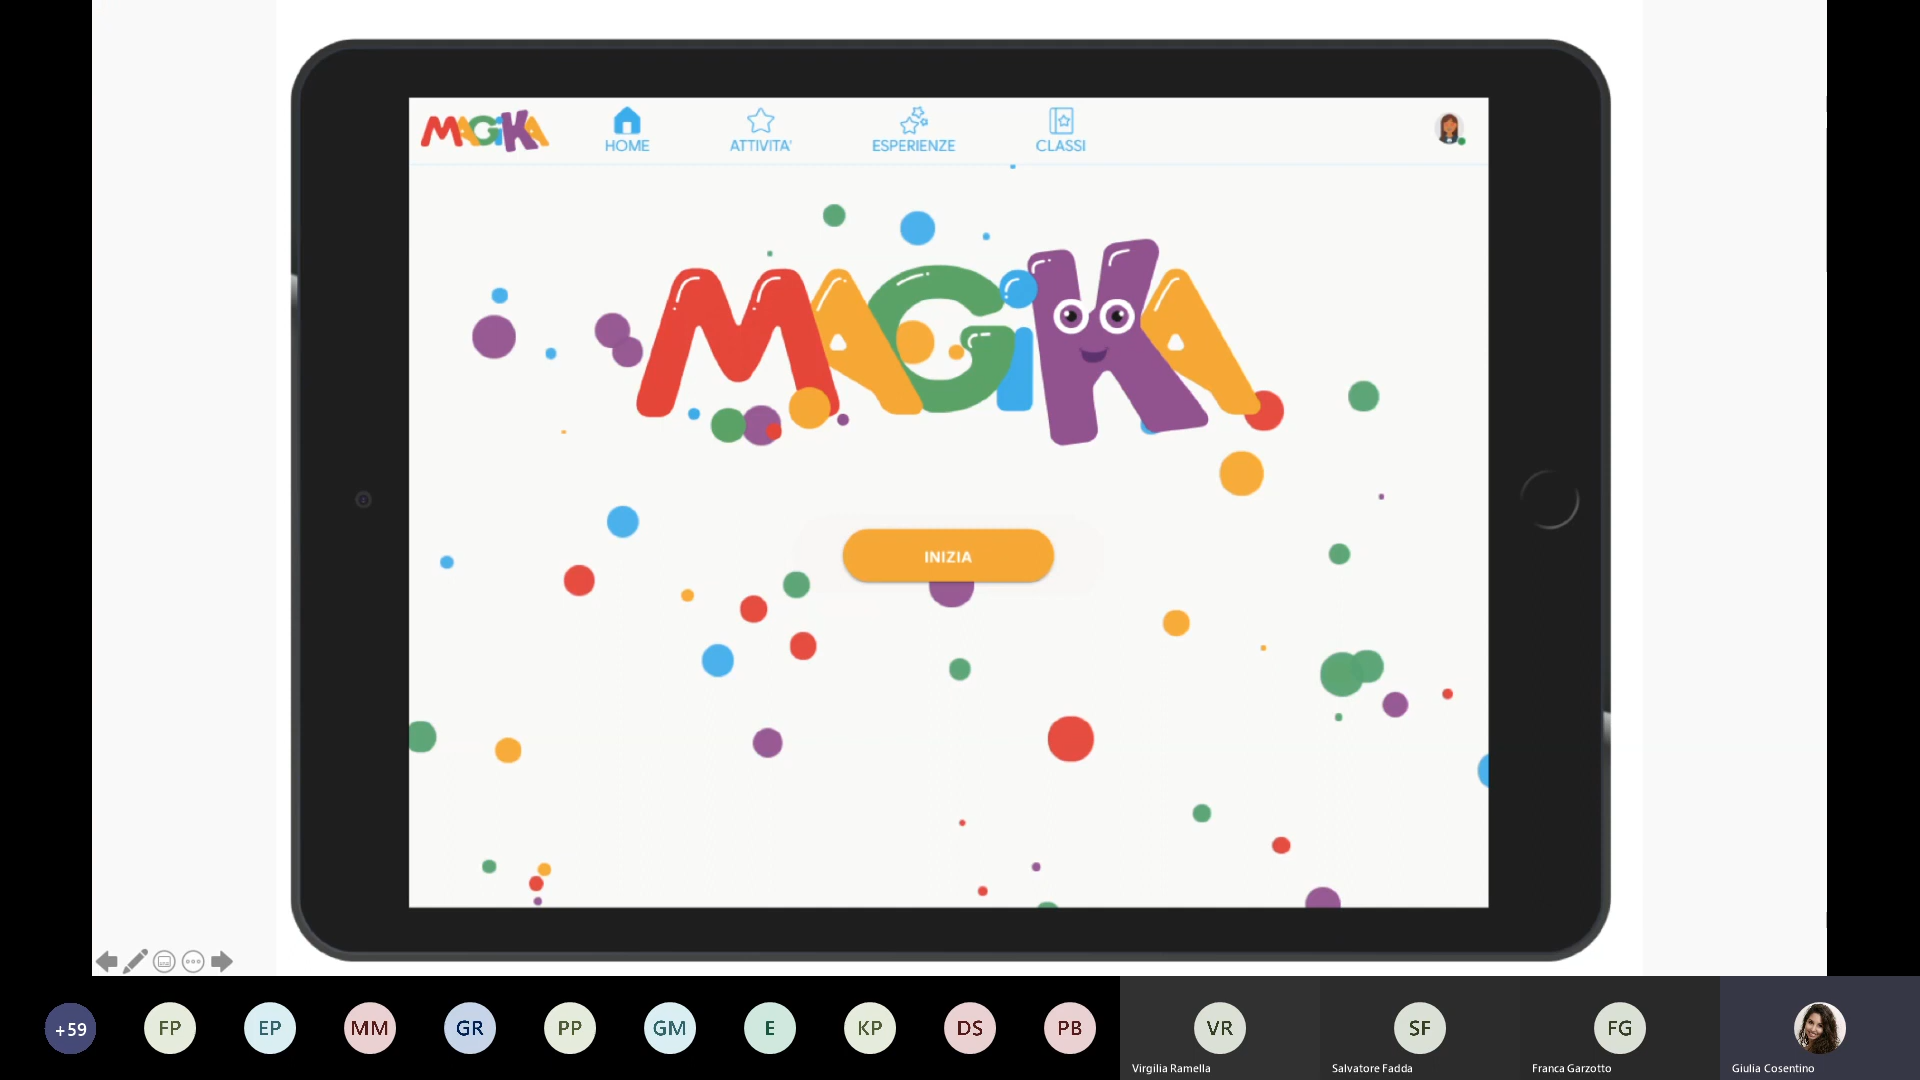 MAGiKA
HOME
ATTIVITA'
ESPERIENZE
CLASSI
MAGiKA
INIZIA
+59
FP
EP
MM
GR
PP
GM
E
KP
DS
PB
VR
Virgilia Ramella
SF
Salvatore Fadda
FG
Franca Garzotto
Giulia Cosentino